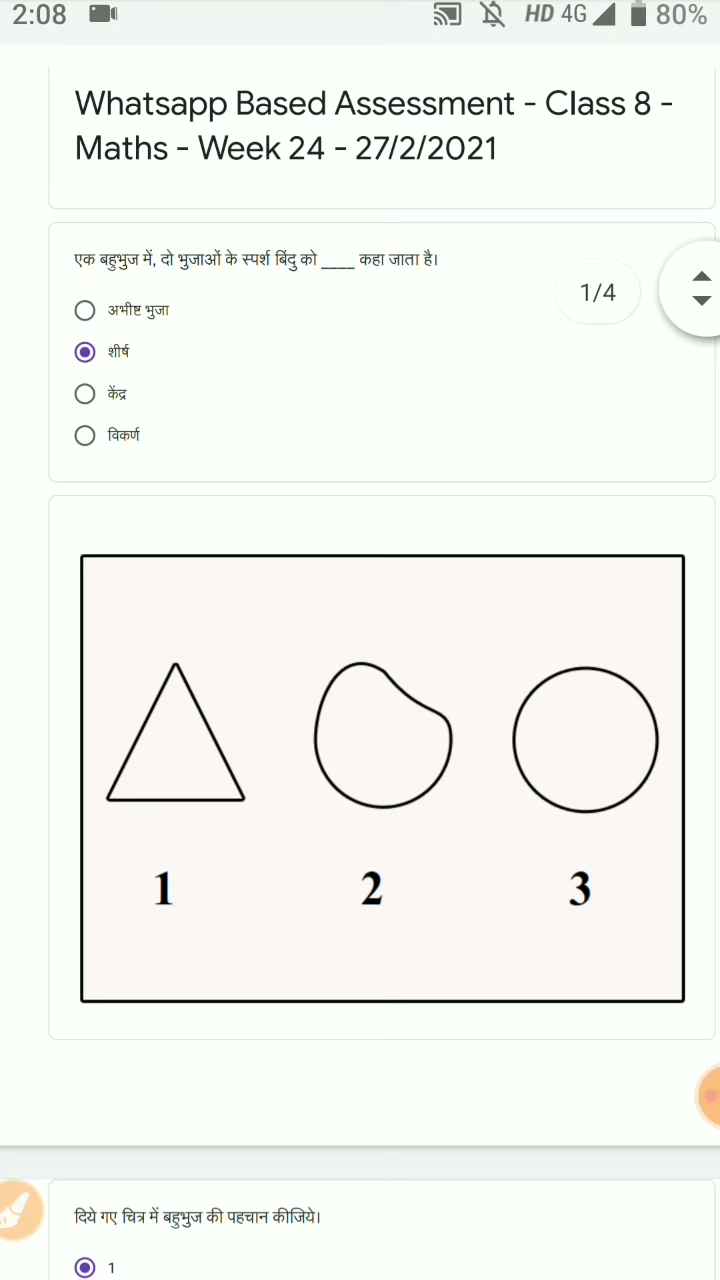 2:08 HD 4G 80%
Whatsapp Based Assessment - Class 8 -
Maths - Week 24 - 27/2/2021
एक बहुभुज में, दो भुजाओं के स्पर्श बिंदु को ____ कहा जाता है।
1/4
अभीष्ट भुजा
शीर्ष
केंद्र
विकर्ण
1 2 3
दिये गए चित्र में बहुभुज की पहचान कीजिये।
1